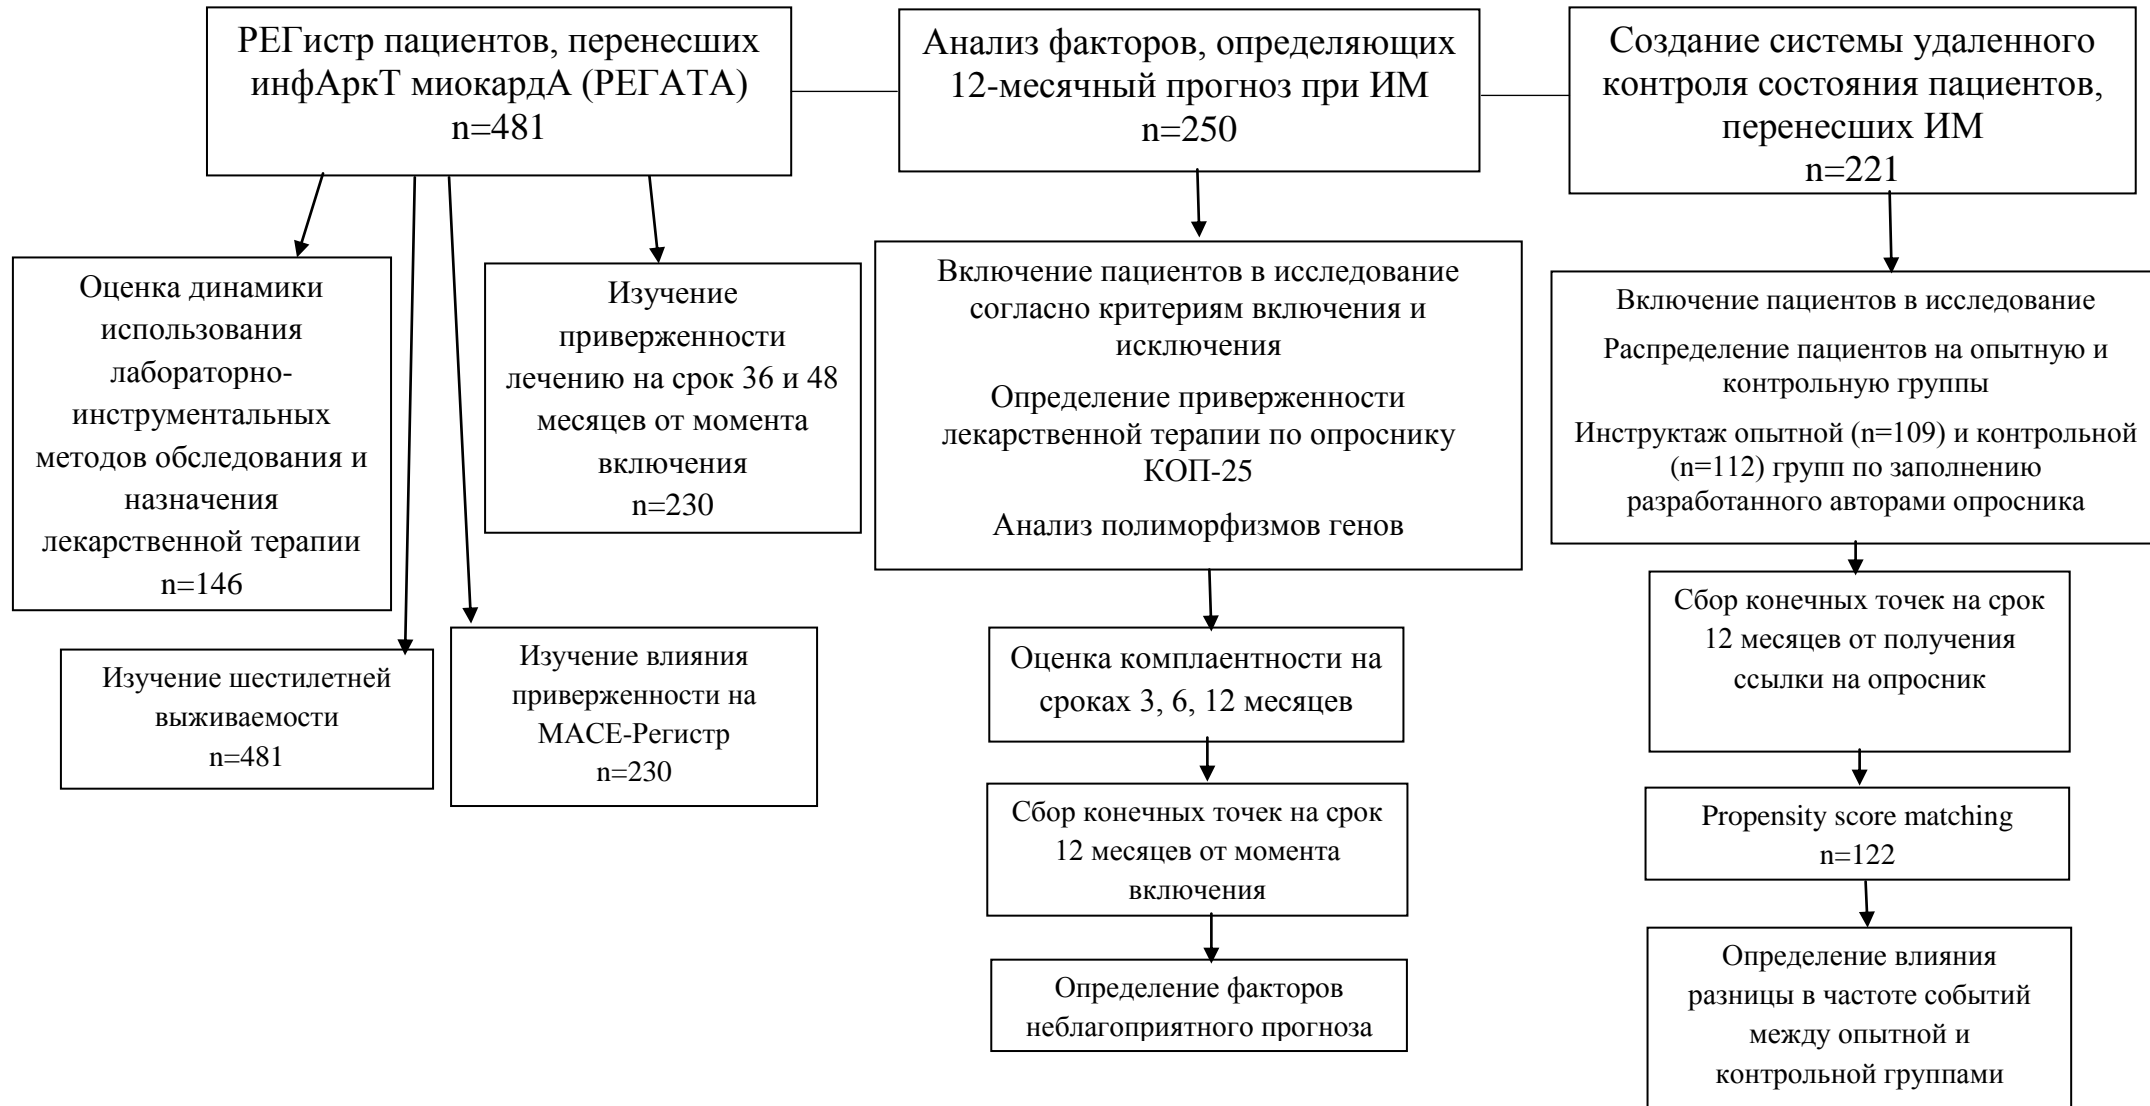 РЕГистр пациентов, перенесших
инфАркТ миокардА (РЕГАТА)
n=481
Анализ факторов, определяющих
12-месячный прогноз при ИМ
n=250
Создание системы удаленного
контроля состояния пациентов,
перенесших ИМ
n=221
Оценка динамики
использования
лабораторно-
инструментальных
методов обследования и
назначения
лекарственной терапии
n=146
Изучение
приверженности
лечению на срок 36 и 48
месяцев от момента
включения
n=230
Изучение шестилетней
выживаемости
n=481
Изучение влияния
приверженности на
МАСЕ-Регистр
n=230
Включение пациентов в исследование
согласно критериям включения и
исключения
Определение приверженности
лекарственной терапии по опроснику
КОП-25
Анализ полиморфизмов генов
Оценка комплаентности на
сроках 3, 6, 12 месяцев
Сбор конечных точек на срок
12 месяцев от момента
включения
Определение факторов
неблагоприятного прогноза
Включение пациентов в исследование
Распределение пациентов на опытную и
контрольную группы
Инструктаж опытной (n=109) и контрольной
(n=112) групп по заполнению
разработанного авторами опросника
Сбор конечных точек на срок
12 месяцев от получения
ссылки на опросник
Propensity score matching
n=122
Определение влияния
разницы в частоте событий
между опытной и
контрольной группами